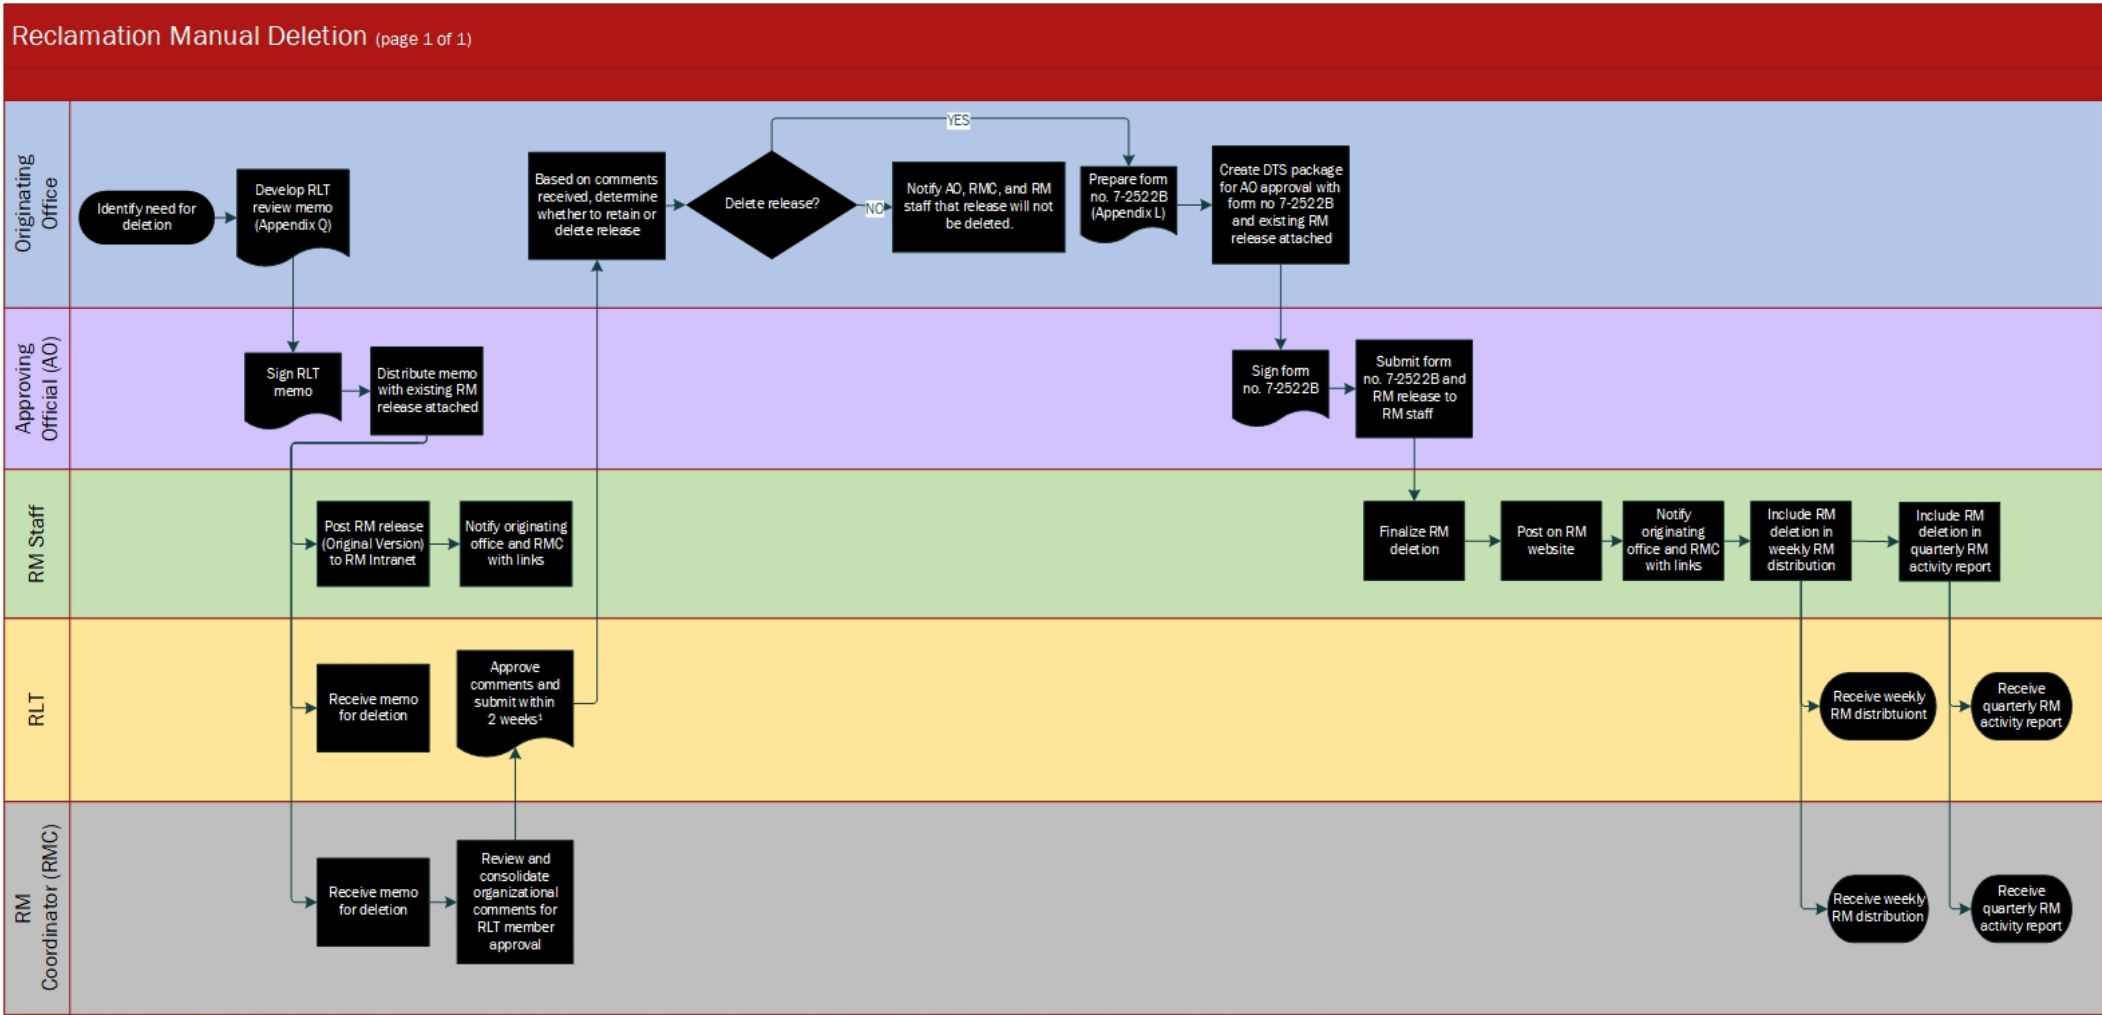 Reclamation Manual Deletion (page 1 of 1)
Originating
Office
Identify need for
deletion
Develop RLT
review memo
(Appendix Q)
Based on comments
received, determine
whether to retain or
delete release
Delete release?
YES
NO
Notify AO, RMC, and RM
staff that release will not
be deleted.
Prepare form
no. 7-2522B
(Appendix L)
Create DTS package
for AO approval with
form no 7-2522B
and existing RM
release attached
Approving
Official (AO)
Sign RLT
memo
Distribute memo
with existing RM
release attached
Sign form
no. 7-2522B
Submit form
no. 7-2522B and
RM release to
RM staff
RM Staff
Post RM release
(Original Version)
to RM Intranet
Notify originating
office and RMC
with links
Finalize RM
deletion
Post on RM
website
Notify
originating
office and RMC
with links
Include RM
deletion in
weekly RM
distribution
Include RM
deletion in
quarterly RM
activity report
RLT
Receive memo
for deletion
Approve
comments and
submit within
2 weeks¹
Receive weekly
RM distribtuiont
Receive
quarterly RM
activity report
RM
Coordinator (RMC)
Receive memo
for deletion
Review and
consolidate
organizational
comments for
RLT member
approval
Receive weekly
RM distribution
Receive
quarterly RM
activity report